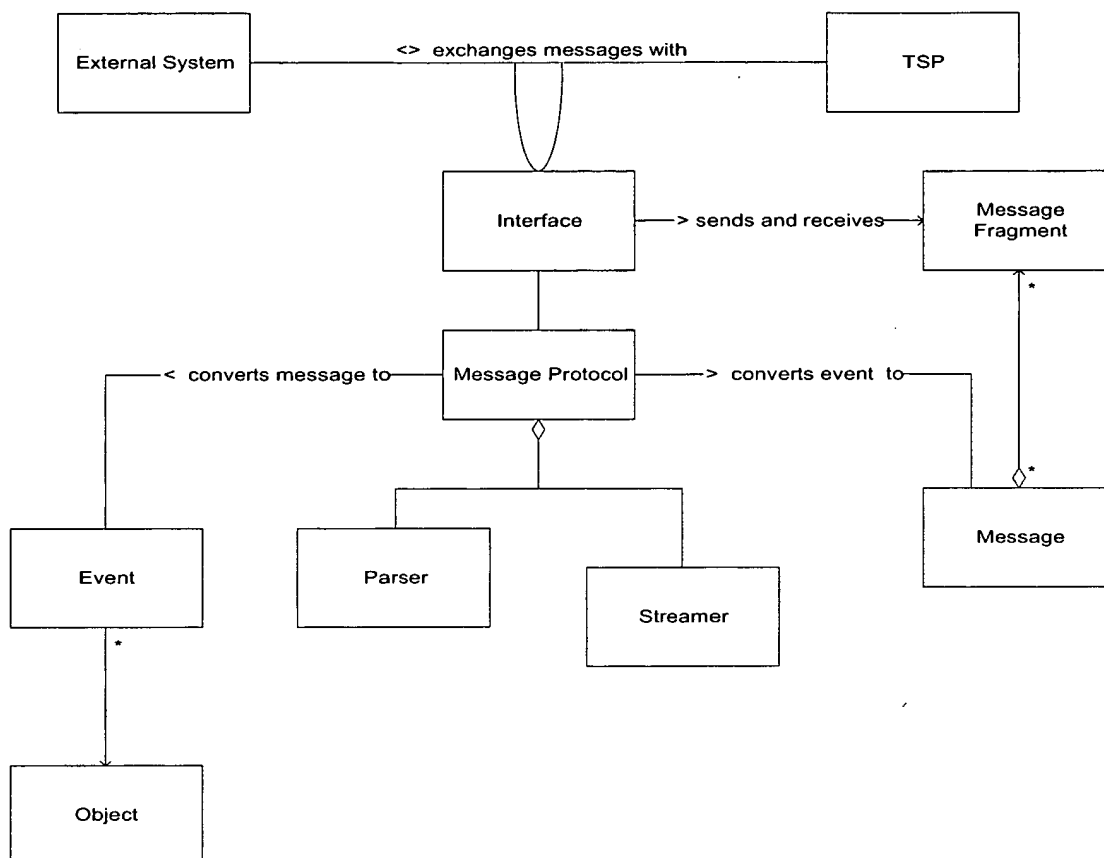 <> exchanges messages with
External System
TSP
Interface
> sends and receives
Message
Fragment
*
< converts message to
Message Protocol
> converts event to
*
Message
Event
Parser
Streamer
*
Object